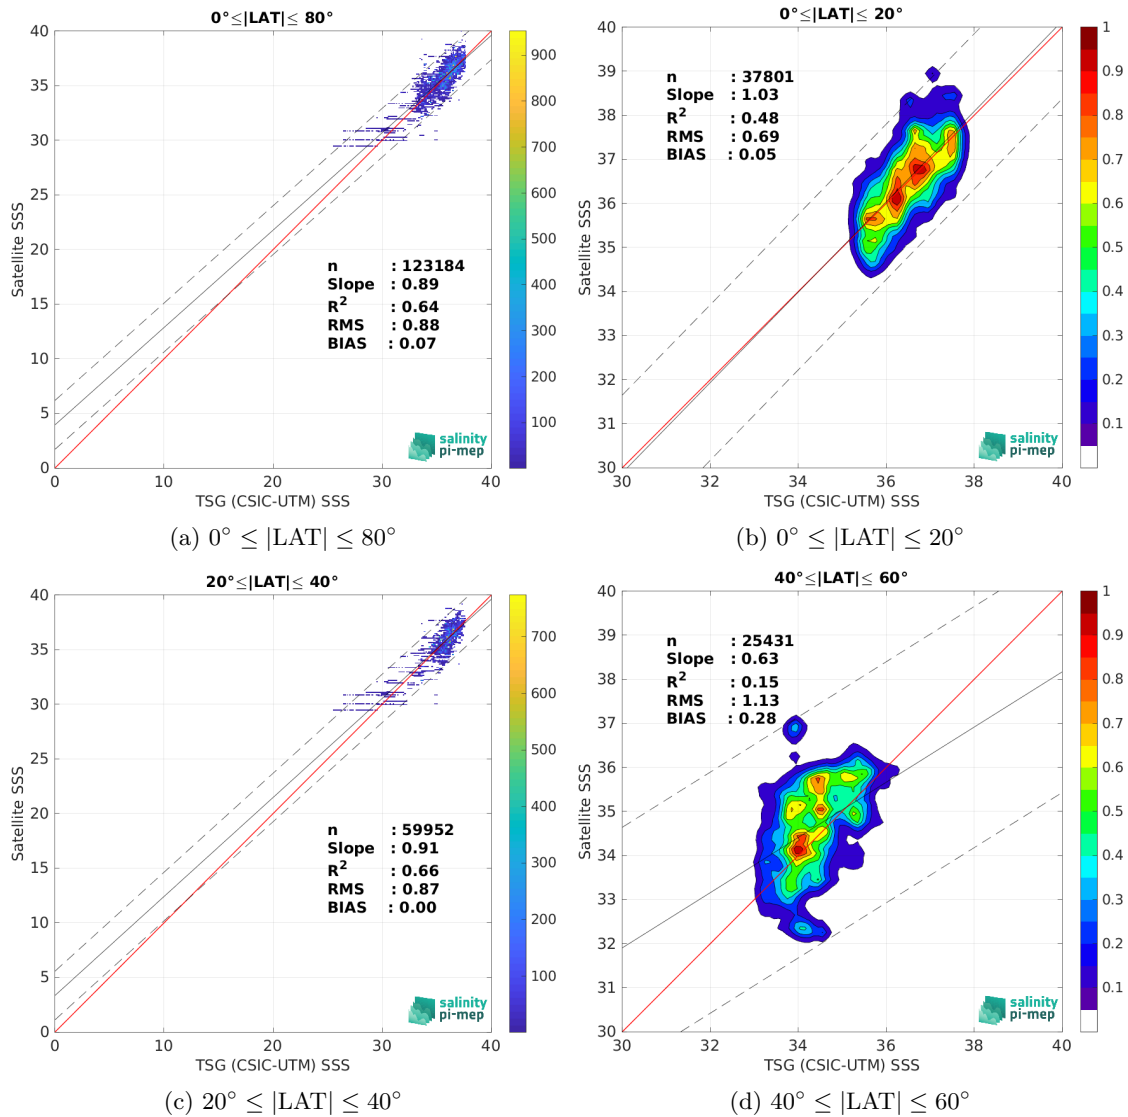 0°≤|LAT|≤ 80°
40
35
30
25
20
15
10
5
0
Satellite SSS
n : 123184
Slope : 0.89
R² : 0.64
RMS : 0.88
BIAS : 0.07
salinity
pi-mep
0 10 20 30 40
TSG (CSIC-UTM) SSS
900
800
700
600
500
400
300
200
100
(a) 0° ≤ |LAT| ≤ 80°
0°≤|LAT|≤ 20°
40
39
38
37
36
35
34
33
32
31
30
Satellite SSS
n : 37801
Slope : 1.03
R² : 0.48
RMS : 0.69
BIAS : 0.05
salinity
pi-mep
30 32 34 36 38 40
TSG (CSIC-UTM) SSS
1
0.9
0.8
0.7
0.6
0.5
0.4
0.3
0.2
0.1
(b) 0° ≤ |LAT| ≤ 20°
20°≤|LAT|≤ 40°
40
35
30
25
20
15
10
5
0
Satellite SSS
n : 59952
Slope : 0.91
R² : 0.66
RMS : 0.87
BIAS : 0.00
salinity
pi-mep
0 10 20 30 40
TSG (CSIC-UTM) SSS
700
600
500
400
300
200
100
(c) 20° ≤ |LAT| ≤ 40°
40°≤|LAT|≤ 60°
40
39
38
37
36
35
34
33
32
31
30
Satellite SSS
n : 25431
Slope : 0.63
R² : 0.15
RMS : 1.13
BIAS : 0.28
salinity
pi-mep
30 32 34 36 38 40
TSG (CSIC-UTM) SSS
1
0.9
0.8
0.7
0.6
0.5
0.4
0.3
0.2
0.1
(d) 40° ≤ |LAT| ≤ 60°